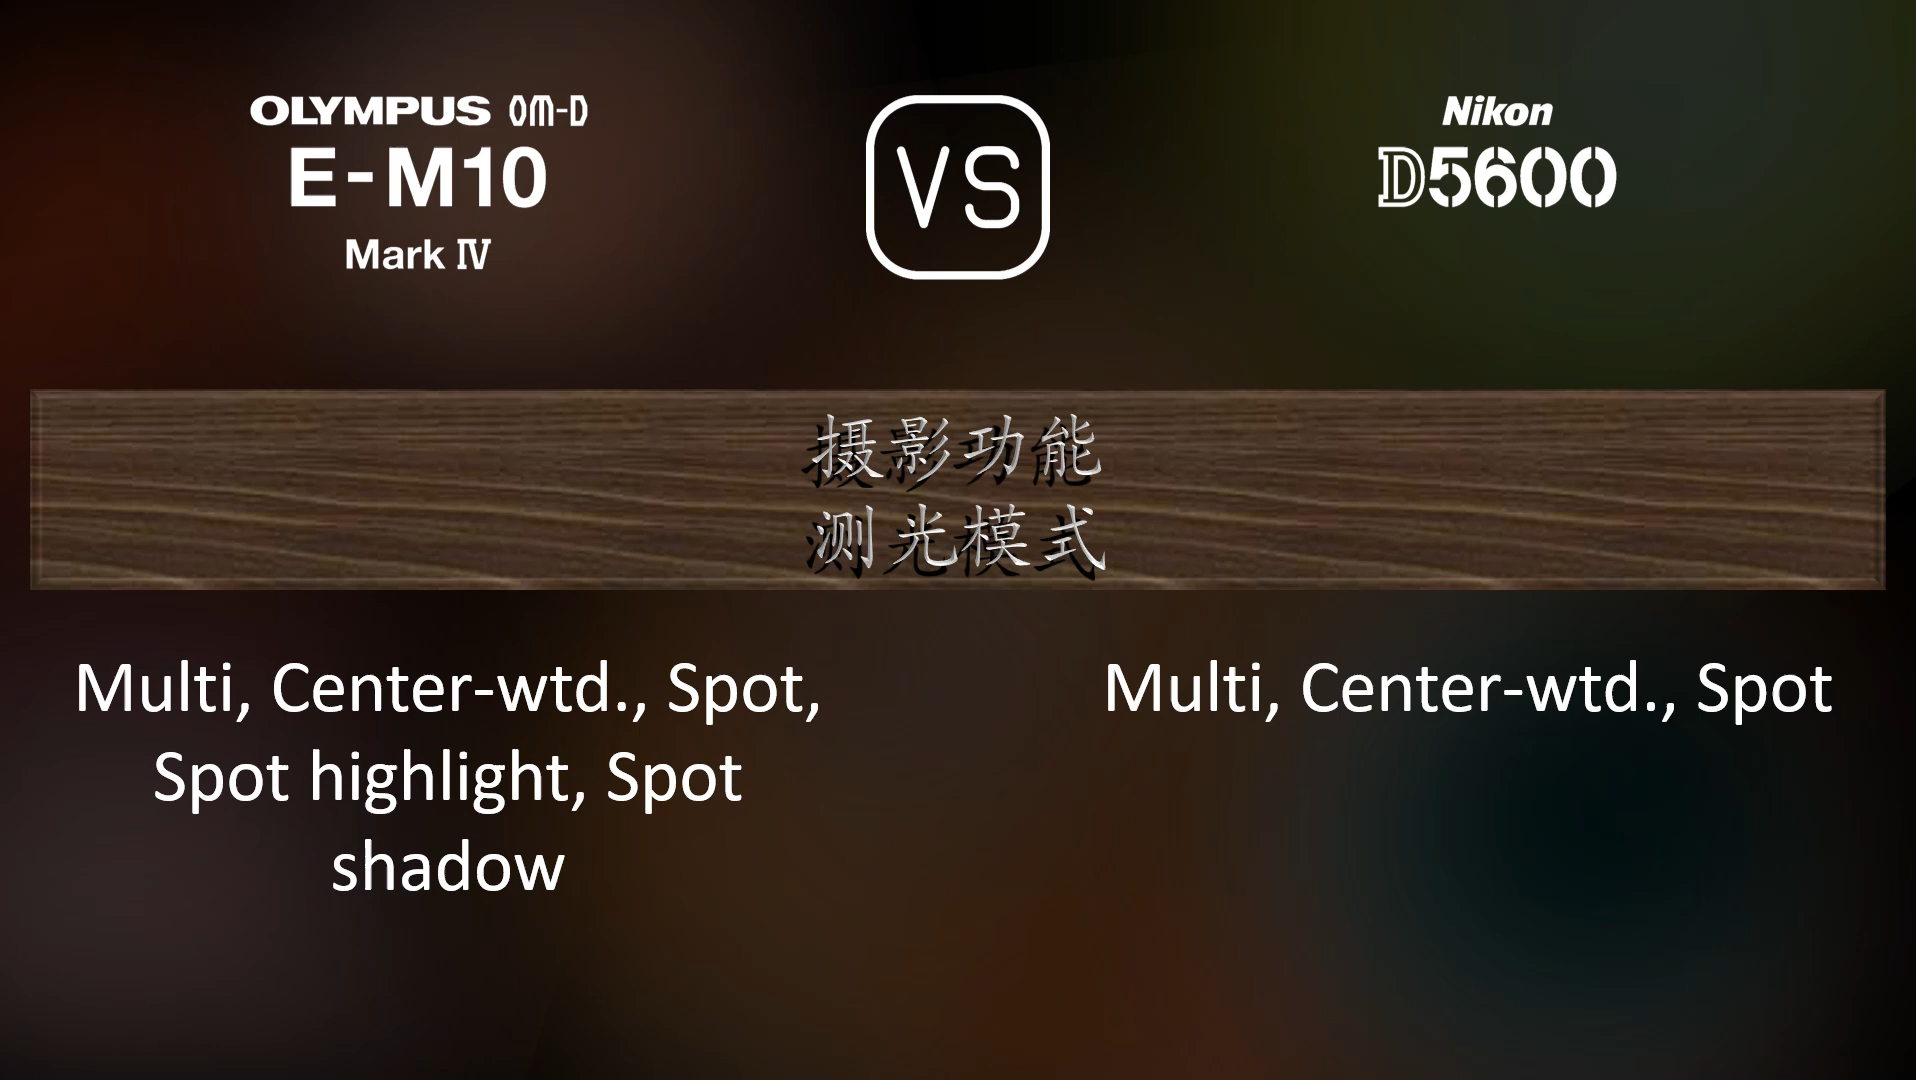 OLYMPUS OM-D
E-M10
Mark IV
VS
Nikon
D5600
摄影功能
测光模式
Multi, Center-wtd., Spot,
Spot highlight, Spot
shadow
Multi, Center-wtd., Spot